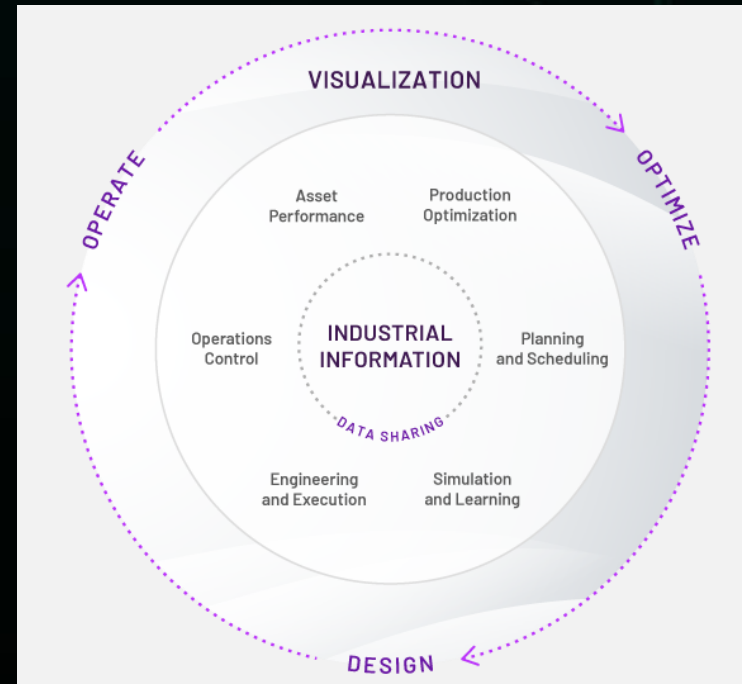 VISUALIZATION
OPERATE
OPTIMIZE
Asset
Performance
Production
Optimization
Operations
Control
INDUSTRIAL
INFORMATION
Planning
and Scheduling
DATA SHARING
Engineering
and Execution
Simulation
and Learning
DESIGN